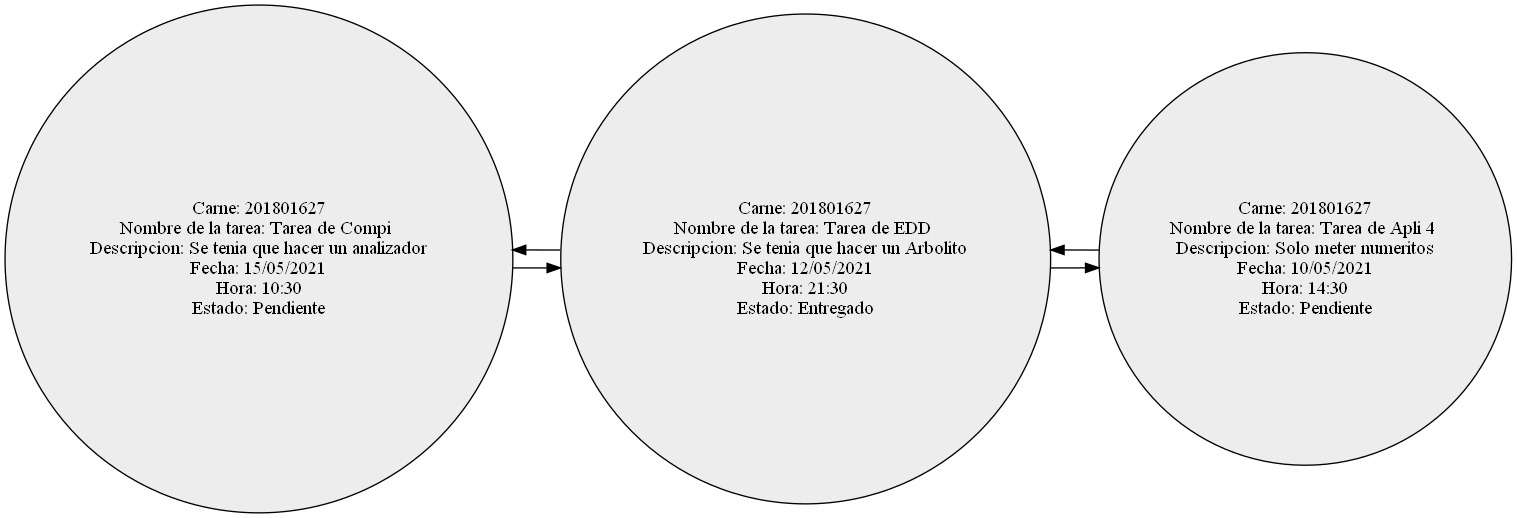 Carne: 201801627
Nombre de la tarea: Tarea de Compi
Descripcion: Se tenia que hacer un analizador
Fecha: 15/05/2021
Hora: 10:30
Estado: Pendiente
Carne: 201801627
Nombre de la tarea: Tarea de EDD
Descripcion: Se tenia que hacer un Arbolito
Fecha: 12/05/2021
Hora: 21:30
Estado: Entregado
Carne: 201801627
Nombre de la tarea: Tarea de Apli 4
Descripcion: Solo meter numeritos
Fecha: 10/05/2021
Hora: 14:30
Estado: Pendiente